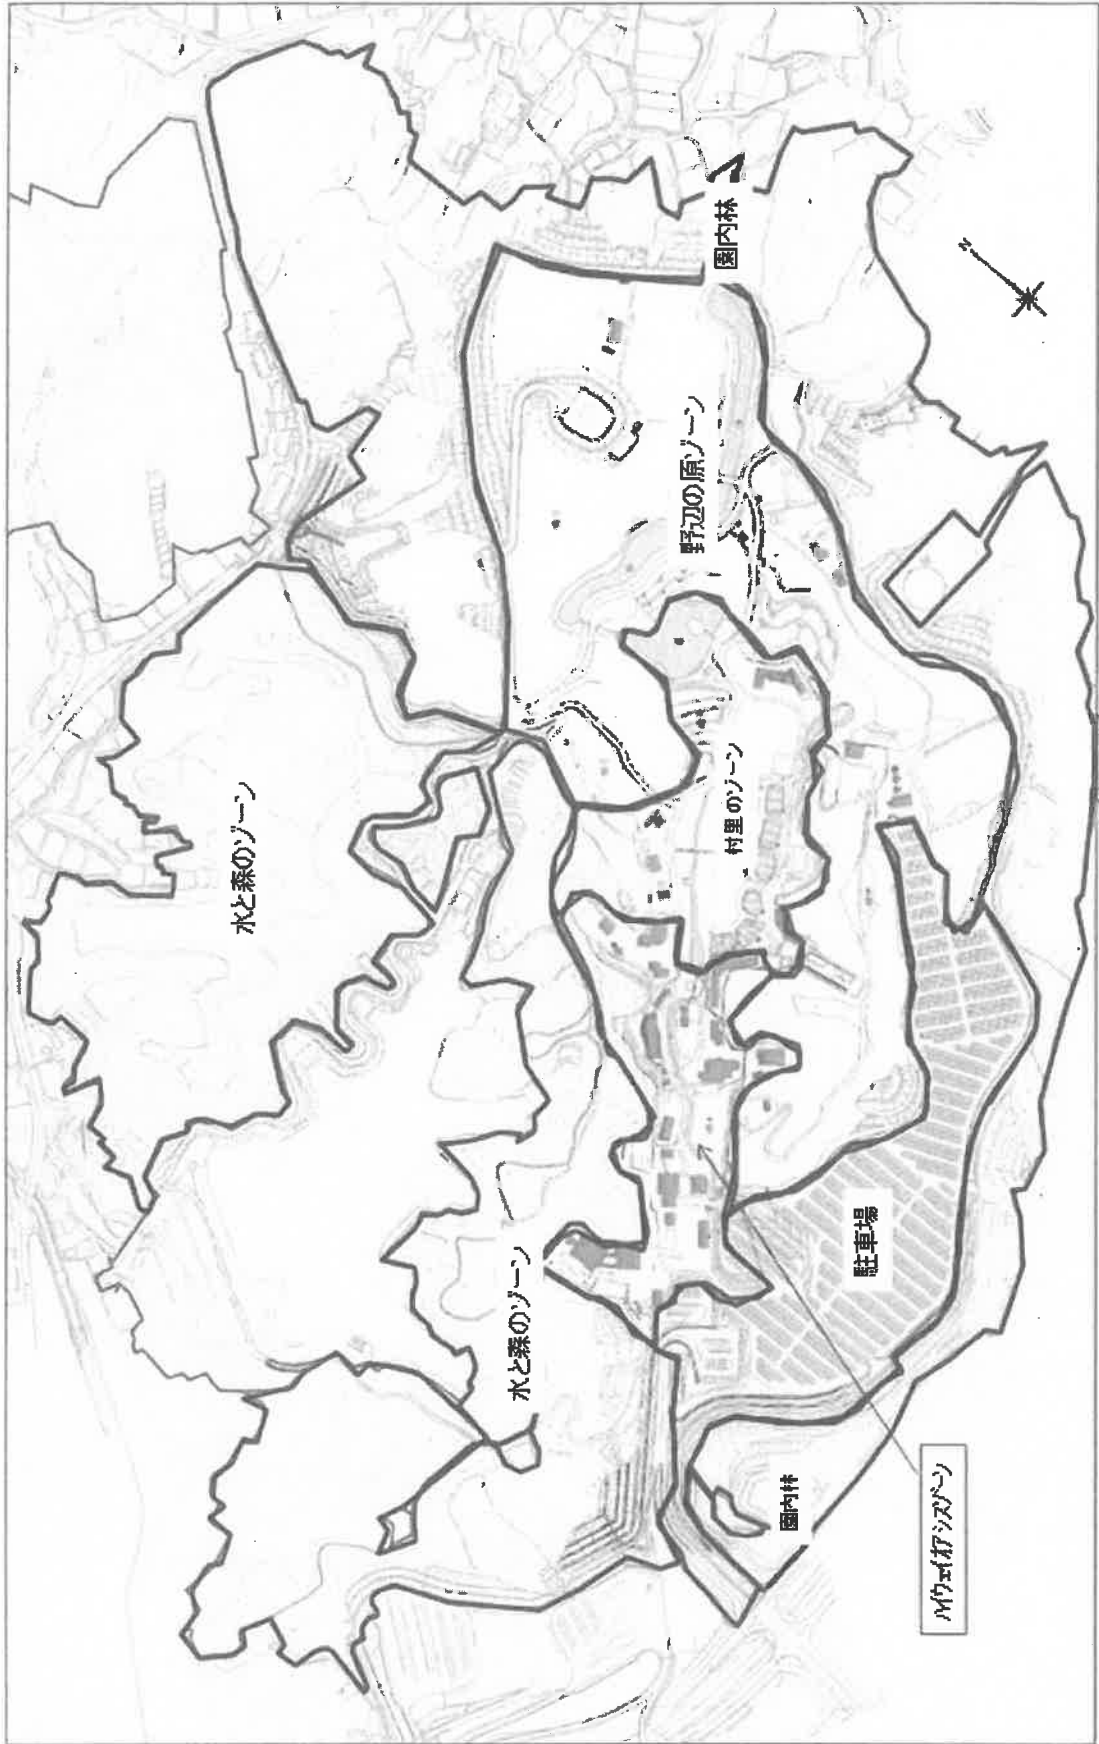 水と森のゾーン
水と森のゾーン
園内林
野辺の原ゾーン
村里のゾーン
駐車場
園内林
ハイウェイオアシスゾーン
N